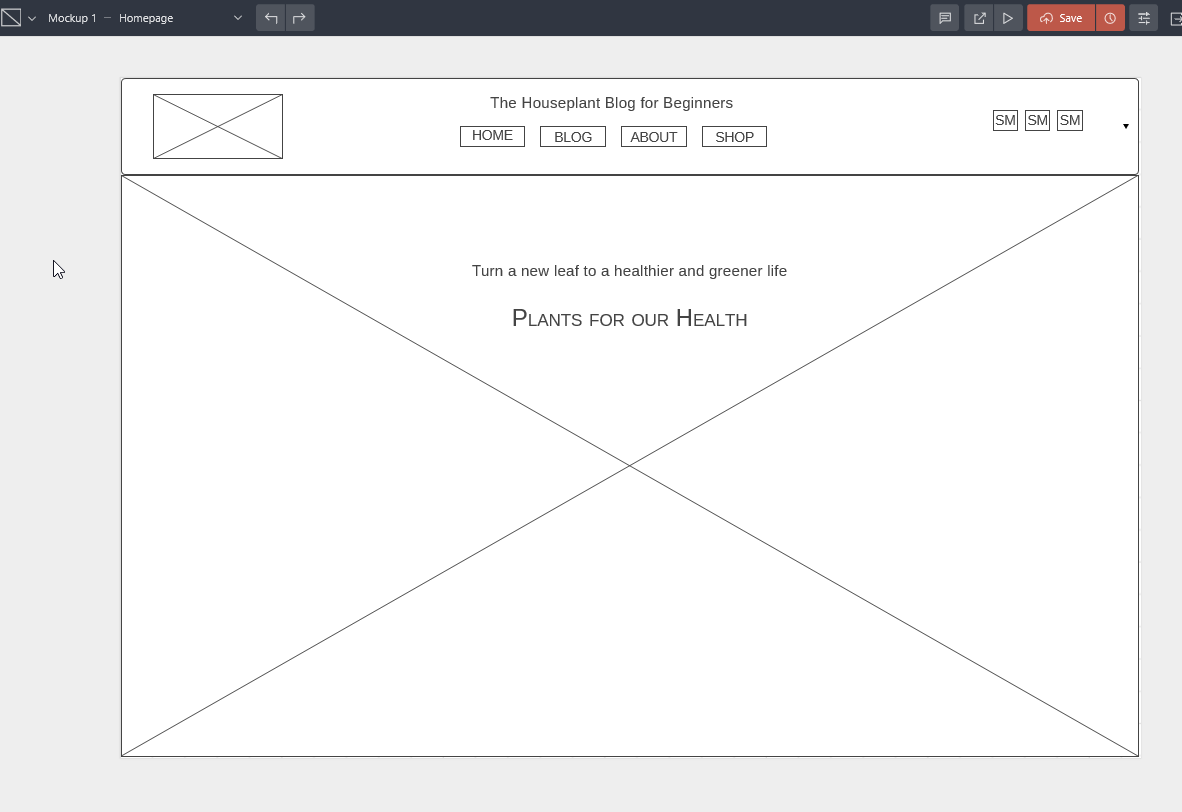 Mockup 1 – Homepage
Save
The Houseplant Blog for Beginners
HOME BLOG ABOUT SHOP
SM SM SM
Turn a new leaf to a healthier and greener life
Plants for our Health